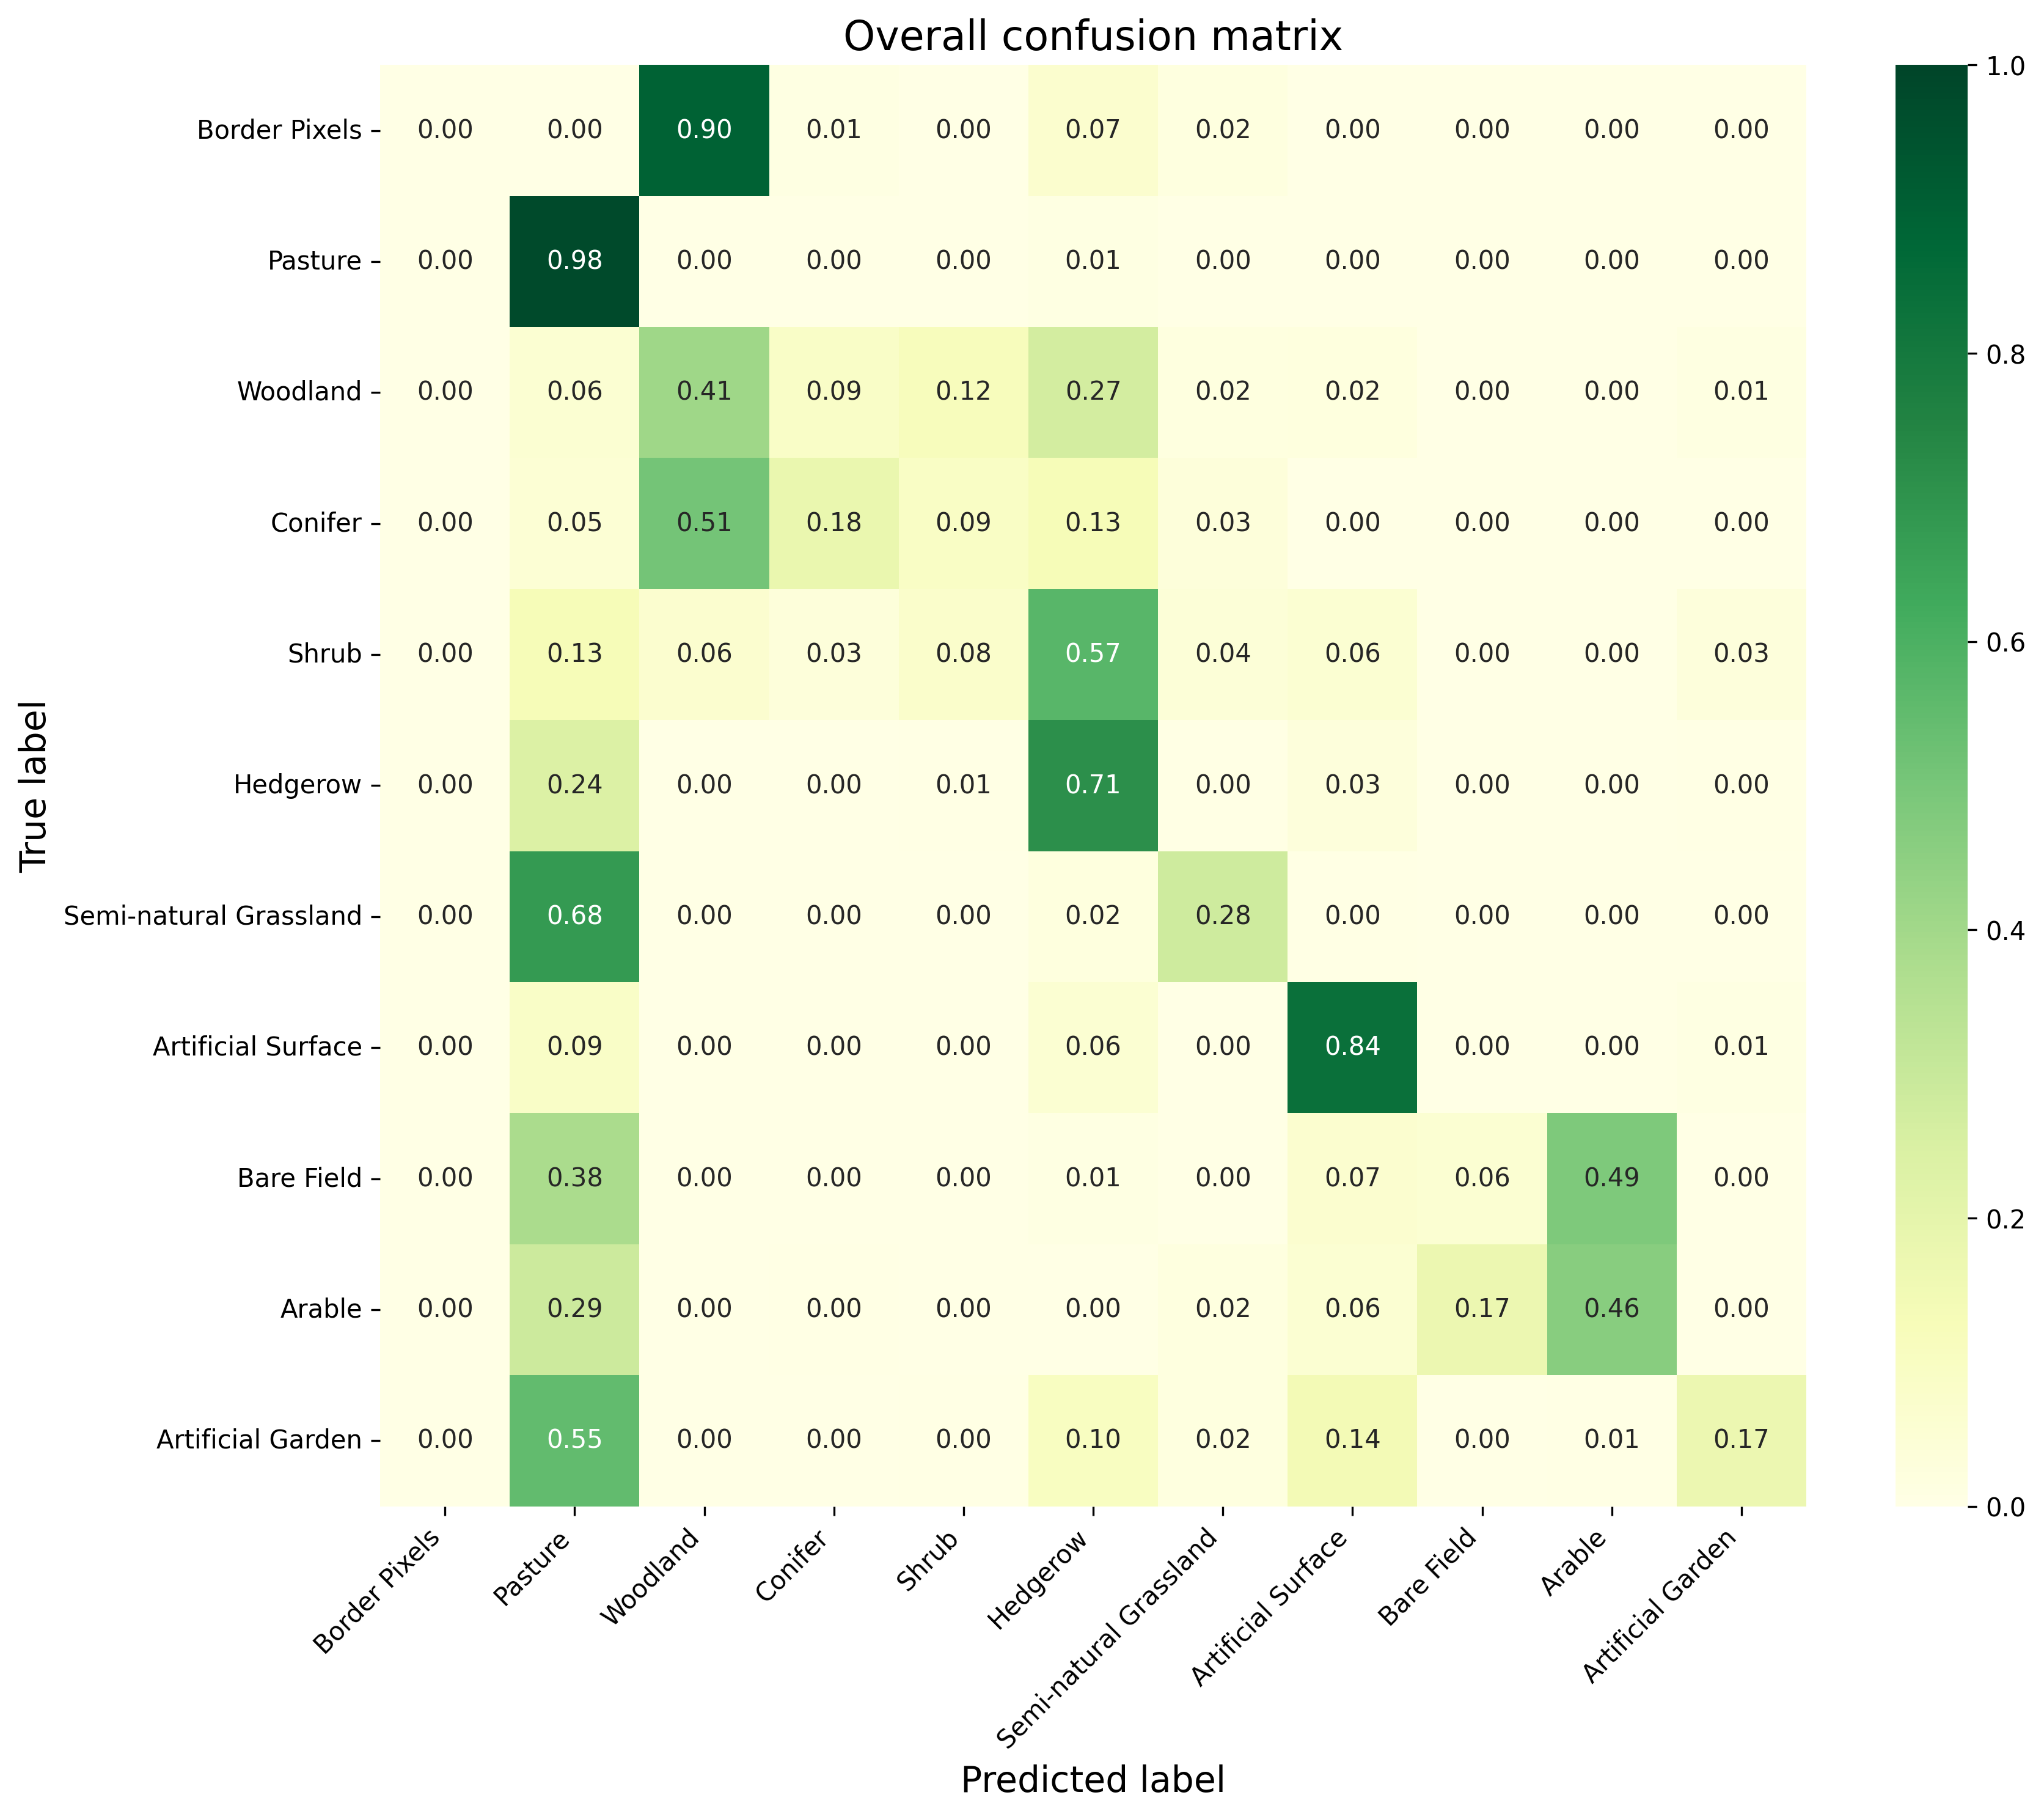 Overall confusion matrix
True label
Border Pixels 0.00 0.00 0.90 0.01 0.00 0.07 0.02 0.00 0.00 0.00 0.00
Pasture 0.00 0.98 0.00 0.00 0.00 0.01 0.00 0.00 0.00 0.00 0.00
Woodland 0.00 0.06 0.41 0.09 0.12 0.27 0.02 0.02 0.00 0.00 0.01
Conifer 0.00 0.05 0.51 0.18 0.09 0.13 0.03 0.00 0.00 0.00 0.00
Shrub 0.00 0.13 0.06 0.03 0.08 0.57 0.04 0.06 0.00 0.00 0.03
Hedgerow 0.00 0.24 0.00 0.00 0.01 0.71 0.00 0.03 0.00 0.00 0.00
Semi-natural Grassland 0.00 0.68 0.00 0.00 0.00 0.02 0.28 0.00 0.00 0.00 0.00
Artificial Surface 0.00 0.09 0.00 0.00 0.00 0.06 0.00 0.84 0.00 0.00 0.01
Bare Field 0.00 0.38 0.00 0.00 0.00 0.01 0.00 0.07 0.06 0.49 0.00
Arable 0.00 0.29 0.00 0.00 0.00 0.00 0.02 0.06 0.17 0.46 0.00
Artificial Garden 0.00 0.55 0.00 0.00 0.00 0.10 0.02 0.14 0.00 0.01 0.17
Border Pixels
Pasture
Woodland
Conifer
Shrub
Hedgerow
Semi-natural Grassland
Artificial Surface
Bare Field
Arable
Artificial Garden
Predicted label
1.0
0.8
0.6
0.4
0.2
0.0